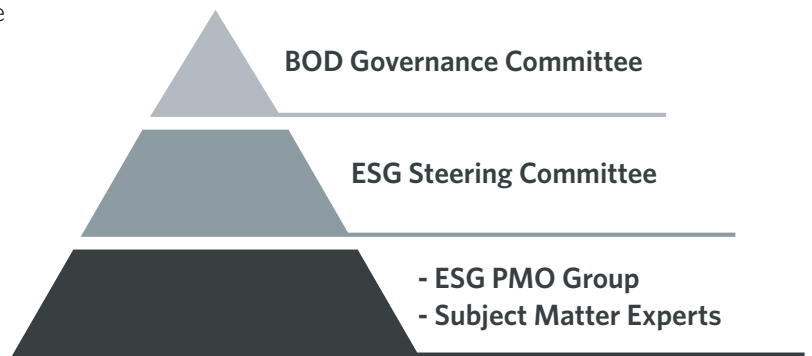 e
BOD Governance Committee
ESG Steering Committee
- ESG PMO Group
- Subject Matter Experts